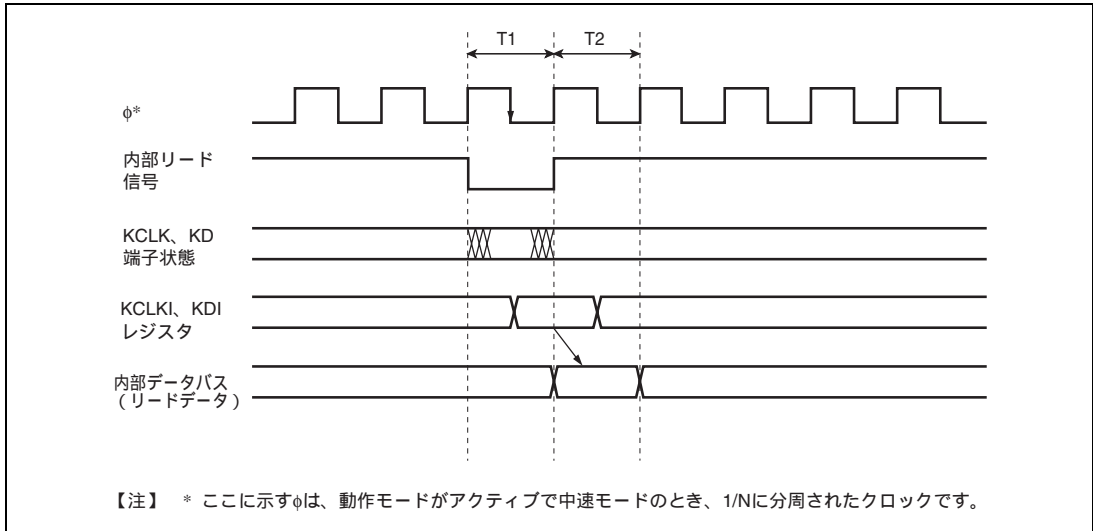 T1 T2
φ*
内部リード
信号
KCLK、KD
端子状態
KCLKI、KDI
レジスタ
内部データバス
（リードデータ）
【注】 * ここに示すφは、動作モードがアクティブで中速モードのとき、1/Nに分周されたクロックです。